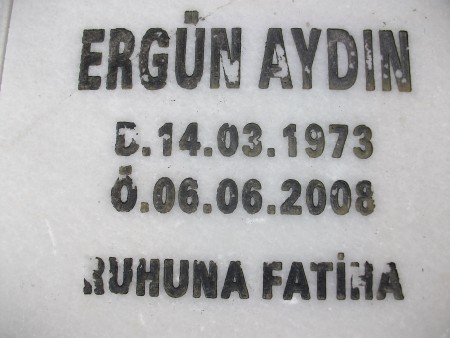 ERGÜN AYDIN
D.14.03.1973
Ö.06.06.2008
RUHUNA FATİHA